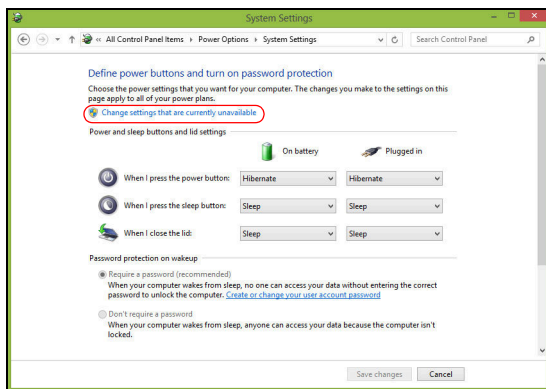 System Settings
« All Control Panel Items ▸ Power Options ▸ System Settings
Search Control Panel
Define power buttons and turn on password protection
Choose the power settings that you want for your computer. The changes you make to the settings on this
page apply to all of your power plans.
Change settings that are currently unavailable
Power and sleep buttons and lid settings
On battery Plugged in
When I press the power button: Hibernate Hibernate
When I press the sleep button: Sleep Sleep
When I close the lid: Sleep Sleep
Password protection on wakeup
Require a password (recommended)
When your computer wakes from sleep, no one can access your data without entering the correct
password to unlock the computer. Create or change your user account password
Don't require a password
When your computer wakes from sleep, anyone can access your data because the computer isn't
locked.
Save changes Cancel